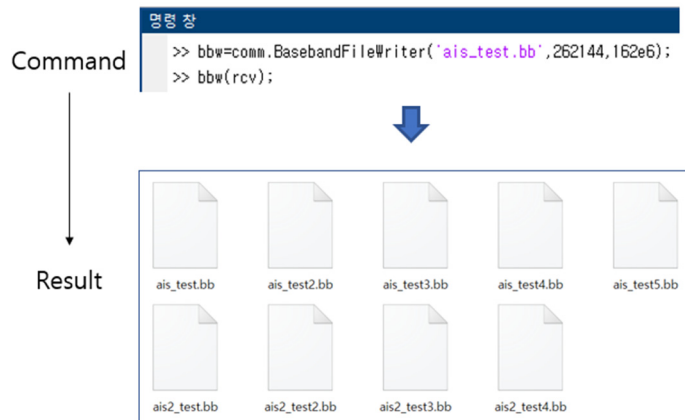 명령 창
Command
>> bbw=comm.BasebandFileWriter('ais_test.bb',262144,162e6);
>> bbw(rcv);
Result
ais_test.bb ais_test2.bb ais_test3.bb ais_test4.bb ais_test5.bb
ais2_test.bb ais2_test2.bb ais2_test3.bb ais2_test4.bb